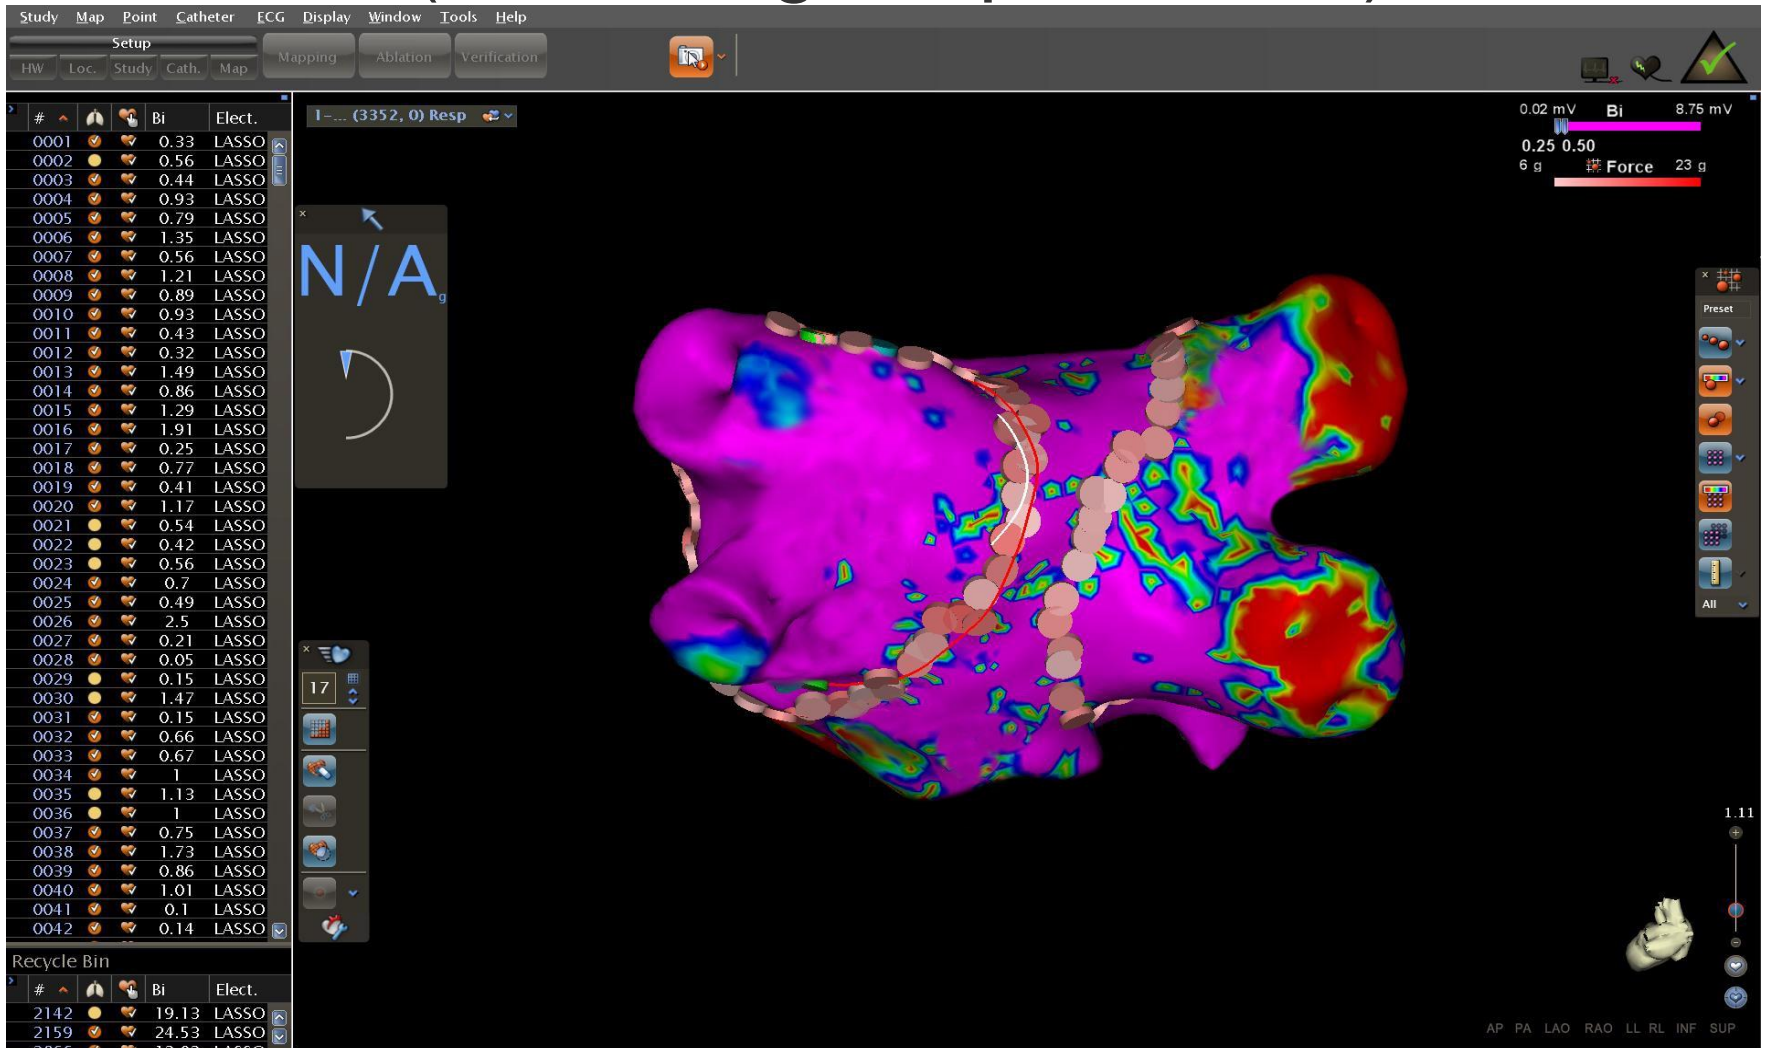 Study Map Point Catheter ECG Display Window Tools Help
Setup
HW Loc. Study Cath. Map Mapping Ablation Verification
# Bi Elect.
0001 0.33 LASSO
0002 0.56 LASSO
0003 0.44 LASSO
0004 0.93 LASSO
0005 0.79 LASSO
0006 1.35 LASSO
0007 0.56 LASSO
0008 1.21 LASSO
0009 0.89 LASSO
0010 0.93 LASSO
0011 0.43 LASSO
0012 0.32 LASSO
0013 1.49 LASSO
0014 0.86 LASSO
0015 1.29 LASSO
0016 1.91 LASSO
0017 0.25 LASSO
0018 0.77 LASSO
0019 0.41 LASSO
0020 1.17 LASSO
0021 0.54 LASSO
0022 0.42 LASSO
0023 0.56 LASSO
0024 0.7 LASSO
0025 0.49 LASSO
0026 2.5 LASSO
0027 0.21 LASSO
0028 0.05 LASSO
0029 0.15 LASSO
0030 1.47 LASSO
0031 0.15 LASSO
0032 0.66 LASSO
0033 0.67 LASSO
0034 1 LASSO
0035 1.13 LASSO
0036 1 LASSO
0037 0.75 LASSO
0038 1.73 LASSO
0039 0.86 LASSO
0040 1.01 LASSO
0041 0.1 LASSO
0042 0.14 LASSO
Recycle Bin
# Bi Elect.
2142 19.13 LASSO
2159 24.53 LASSO
1-... (3352, 0) Resp
N/A g
17
0.02 mV Bi 8.75 mV
0.25 0.50
6 g Force 23 g
Preset
All
1.11
AP PA LAO RAO LL RL INF SUP